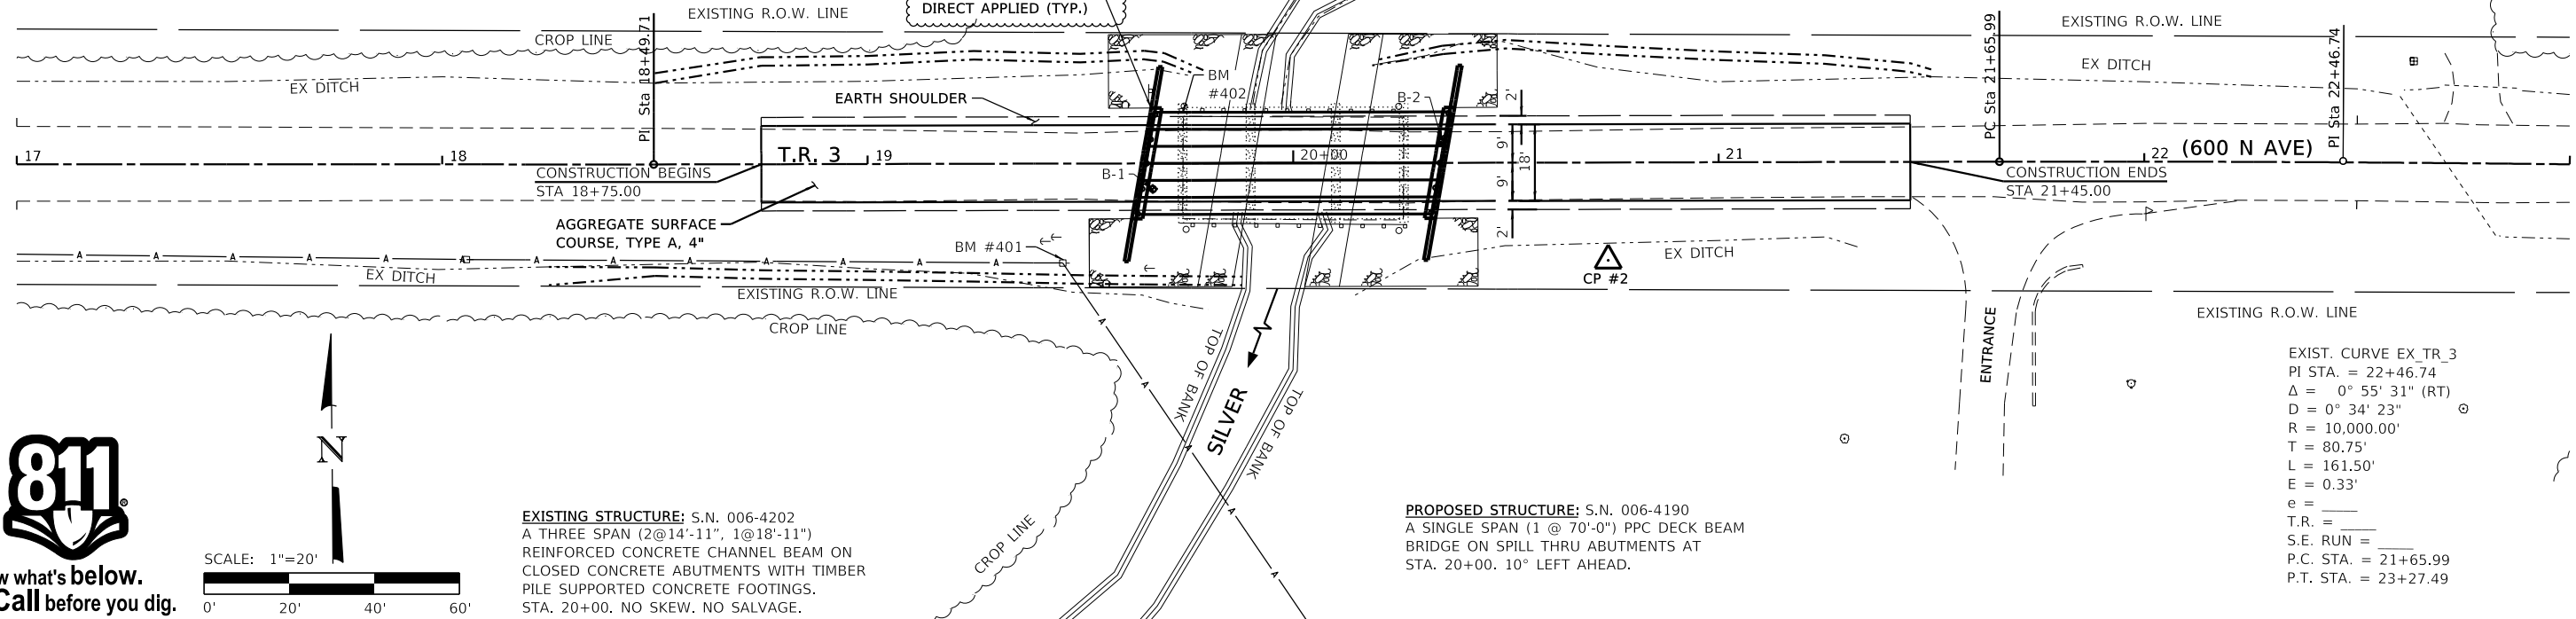 DIRECT APPLIED (TYP.)
EXISTING R.O.W. LINE
CROP LINE
PI Sta 18+49.71
EX DITCH
EARTH SHOULDER
BM
#402
B-2
2'
9'
18'
9'
2'
EXISTING R.O.W. LINE
PC Sta 21+65.99
PI Sta 22+46.74
EX DITCH
17
18
T.R. 3
19
20+00
21
22
(600 N AVE)
CONSTRUCTION BEGINS
STA 18+75.00
B-1
CONSTRUCTION ENDS
STA 21+45.00
AGGREGATE SURFACE
COURSE, TYPE A, 4"
BM #401
A A A A A A A A A A A A A
EX DITCH
EX DITCH
CP #2
EXISTING R.O.W. LINE
EXISTING R.O.W. LINE
CROP LINE
A
A
A
A
A
TOP OF BANK
SILVER
TOP OF BANK
ENTRANCE
CROP LINE
N
811®
w what's below.
Call before you dig.
SCALE: 1"=20'
0' 20' 40' 60'
EXISTING STRUCTURE: S.N. 006-4202
A THREE SPAN (2@14'-11", 1@18'-11")
REINFORCED CONCRETE CHANNEL BEAM ON
CLOSED CONCRETE ABUTMENTS WITH TIMBER
PILE SUPPORTED CONCRETE FOOTINGS.
STA. 20+00. NO SKEW. NO SALVAGE.
PROPOSED STRUCTURE: S.N. 006-4190
A SINGLE SPAN (1 @ 70'-0") PPC DECK BEAM
BRIDGE ON SPILL THRU ABUTMENTS AT
STA. 20+00. 10° LEFT AHEAD.
EXIST. CURVE EX_TR_3
PI STA. = 22+46.74
Δ = 0° 55' 31" (RT)
D = 0° 34' 23"
R = 10,000.00'
T = 80.75'
L = 161.50'
E = 0.33'
e = ____
T.R. = ____
S.E. RUN = ____
P.C. STA. = 21+65.99
P.T. STA. = 23+27.49